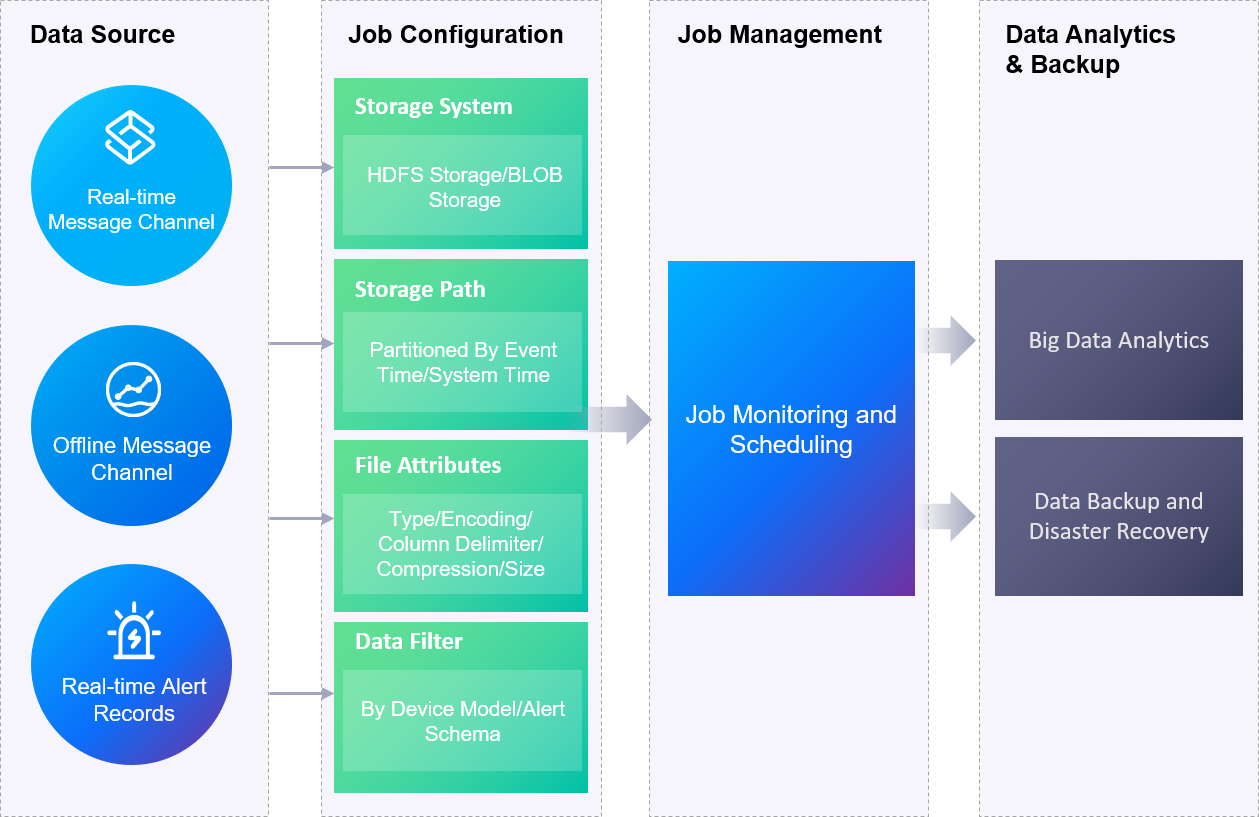 Data Source
Real-time
Message Channel
Offline Message
Channel
Real-time Alert
Records
Job Configuration
Storage System
HDFS Storage/BLOB
Storage
Storage Path
Partitioned By Event
Time/System Time
File Attributes
Type/Encoding/
Column Delimiter/
Compression/Size
Data Filter
By Device Model/Alert
Schema
Job Management
Job Monitoring and
Scheduling
Data Analytics
& Backup
Big Data Analytics
Data Backup and
Disaster Recovery